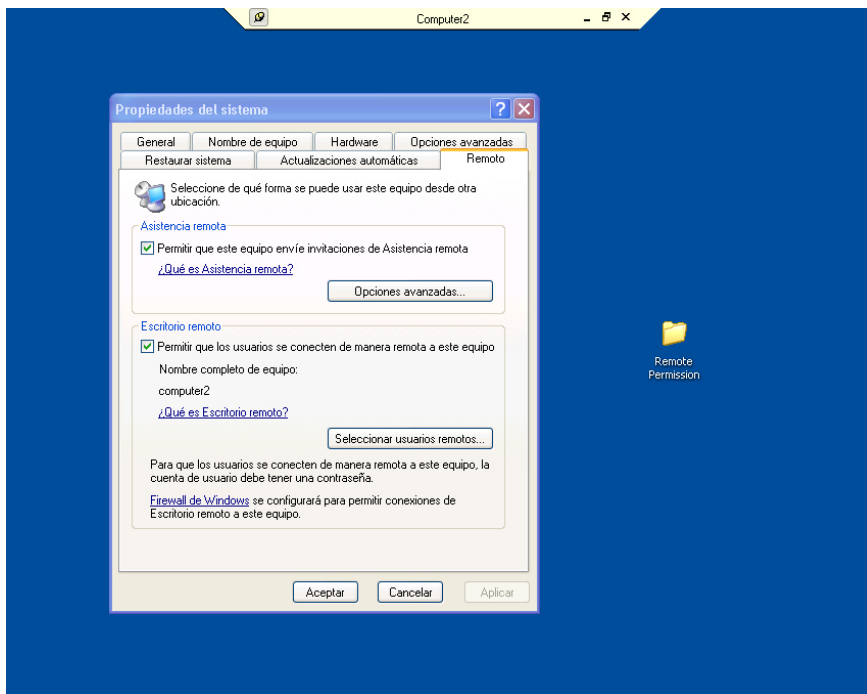 Computer2
Propiedades del sistema
General
Nombre de equipo
Hardware
Opciones avanzadas
Restaurar sistema
Actualizaciones automáticas
Remoto
Seleccione de qué forma se puede usar este equipo desde otra
ubicación.
Asistencia remota
Permitir que este equipo envíe invitaciones de Asistencia remota
¿Qué es Asistencia remota?
Opciones avanzadas...
Escritorio remoto
Permitir que los usuarios se conecten de manera remota a este equipo
Nombre completo de equipo:
computer2
¿Qué es Escritorio remoto?
Seleccionar usuarios remotos...
Para que los usuarios se conecten de manera remota a este equipo, la
cuenta de usuario debe tener una contraseña.
Firewall de Windows se configurará para permitir conexiones de
Escritorio remoto a este equipo.
Aceptar
Cancelar
Aplicar
Remote
Permission